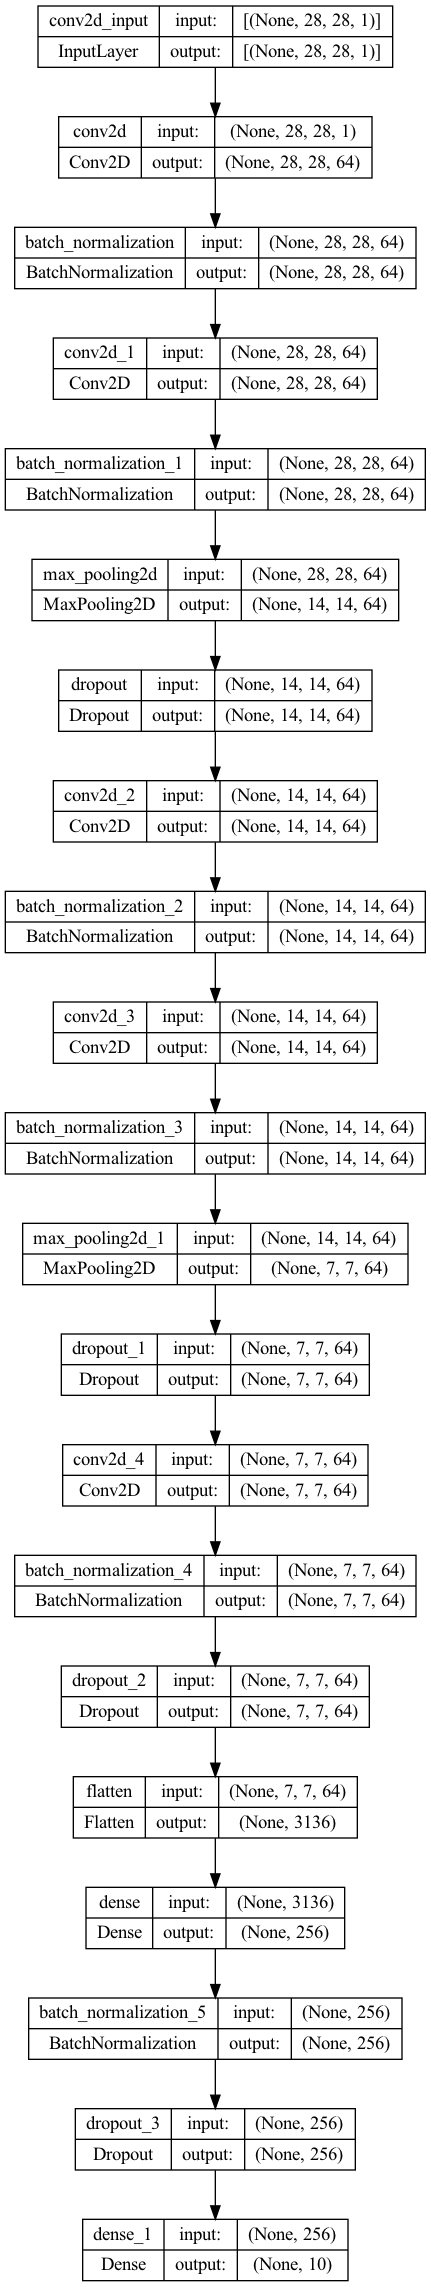 conv2d_input input: [(None, 28, 28, 1)]
InputLayer output: [(None, 28, 28, 1)]
conv2d input: (None, 28, 28, 1)
Conv2D output: (None, 28, 28, 64)
batch_normalization input: (None, 28, 28, 64)
BatchNormalization output: (None, 28, 28, 64)
conv2d_1 input: (None, 28, 28, 64)
Conv2D output: (None, 28, 28, 64)
batch_normalization_1 input: (None, 28, 28, 64)
BatchNormalization output: (None, 28, 28, 64)
max_pooling2d input: (None, 28, 28, 64)
MaxPooling2D output: (None, 14, 14, 64)
dropout input: (None, 14, 14, 64)
Dropout output: (None, 14, 14, 64)
conv2d_2 input: (None, 14, 14, 64)
Conv2D output: (None, 14, 14, 64)
batch_normalization_2 input: (None, 14, 14, 64)
BatchNormalization output: (None, 14, 14, 64)
conv2d_3 input: (None, 14, 14, 64)
Conv2D output: (None, 14, 14, 64)
batch_normalization_3 input: (None, 14, 14, 64)
BatchNormalization output: (None, 14, 14, 64)
max_pooling2d_1 input: (None, 14, 14, 64)
MaxPooling2D output: (None, 7, 7, 64)
dropout_1 input: (None, 7, 7, 64)
Dropout output: (None, 7, 7, 64)
conv2d_4 input: (None, 7, 7, 64)
Conv2D output: (None, 7, 7, 64)
batch_normalization_4 input: (None, 7, 7, 64)
BatchNormalization output: (None, 7, 7, 64)
dropout_2 input: (None, 7, 7, 64)
Dropout output: (None, 7, 7, 64)
flatten input: (None, 7, 7, 64)
Flatten output: (None, 3136)
dense input: (None, 3136)
Dense output: (None, 256)
batch_normalization_5 input: (None, 256)
BatchNormalization output: (None, 256)
dropout_3 input: (None, 256)
Dropout output: (None, 256)
dense_1 input: (None, 256)
Dense output: (None, 10)